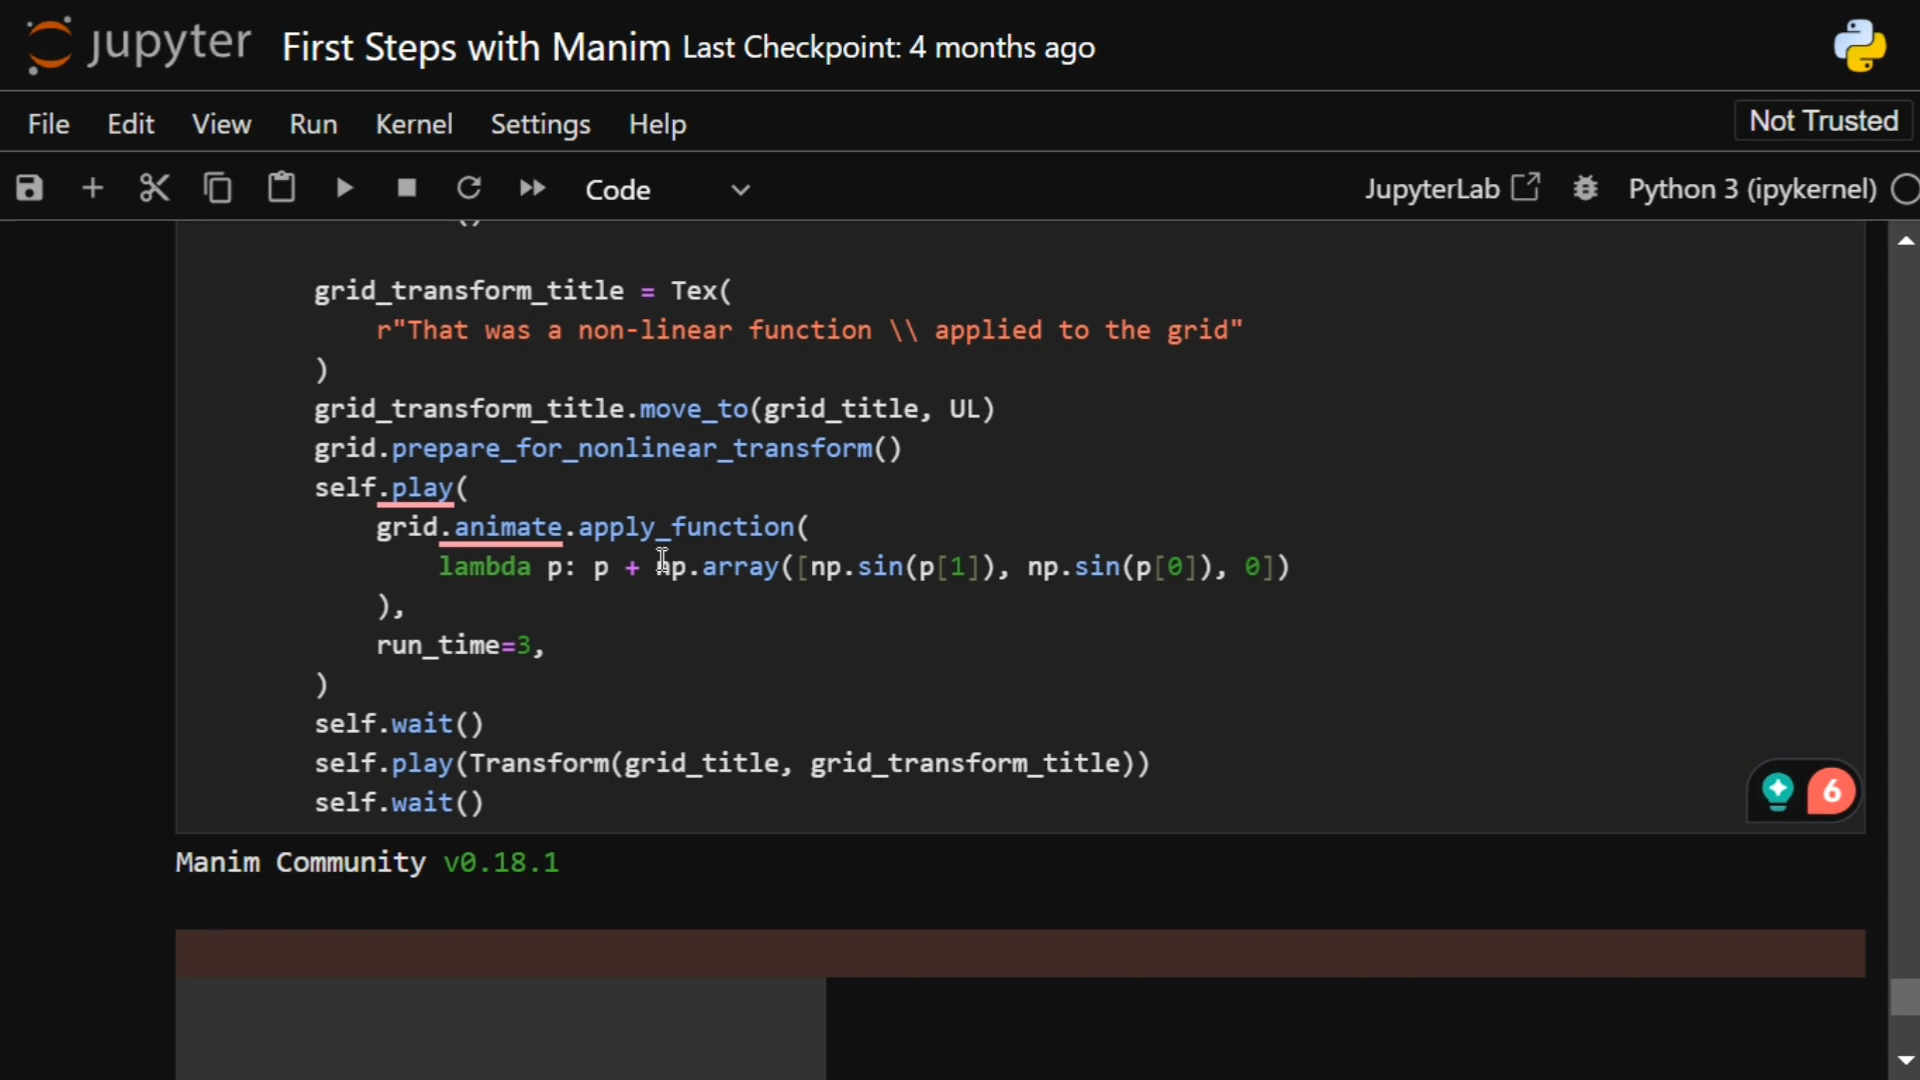 jupyter First Steps with Manim Last Checkpoint: 4 months ago
File Edit View Run Kernel Settings Help Not Trusted
Code JupyterLab Python 3 (ipykernel)
grid_transform_title = Tex(
r"That was a non-linear function \\ applied to the grid"
)
grid_transform_title.move_to(grid_title, UL)
grid.prepare_for_nonlinear_transform()
self.play(
grid.animate.apply_function(
lambda p: p + np.array([np.sin(p[1]), np.sin(p[0]), 0])
),
run_time=3,
)
self.wait()
self.play(Transform(grid_title, grid_transform_title))
self.wait()
6
Manim Community v0.18.1